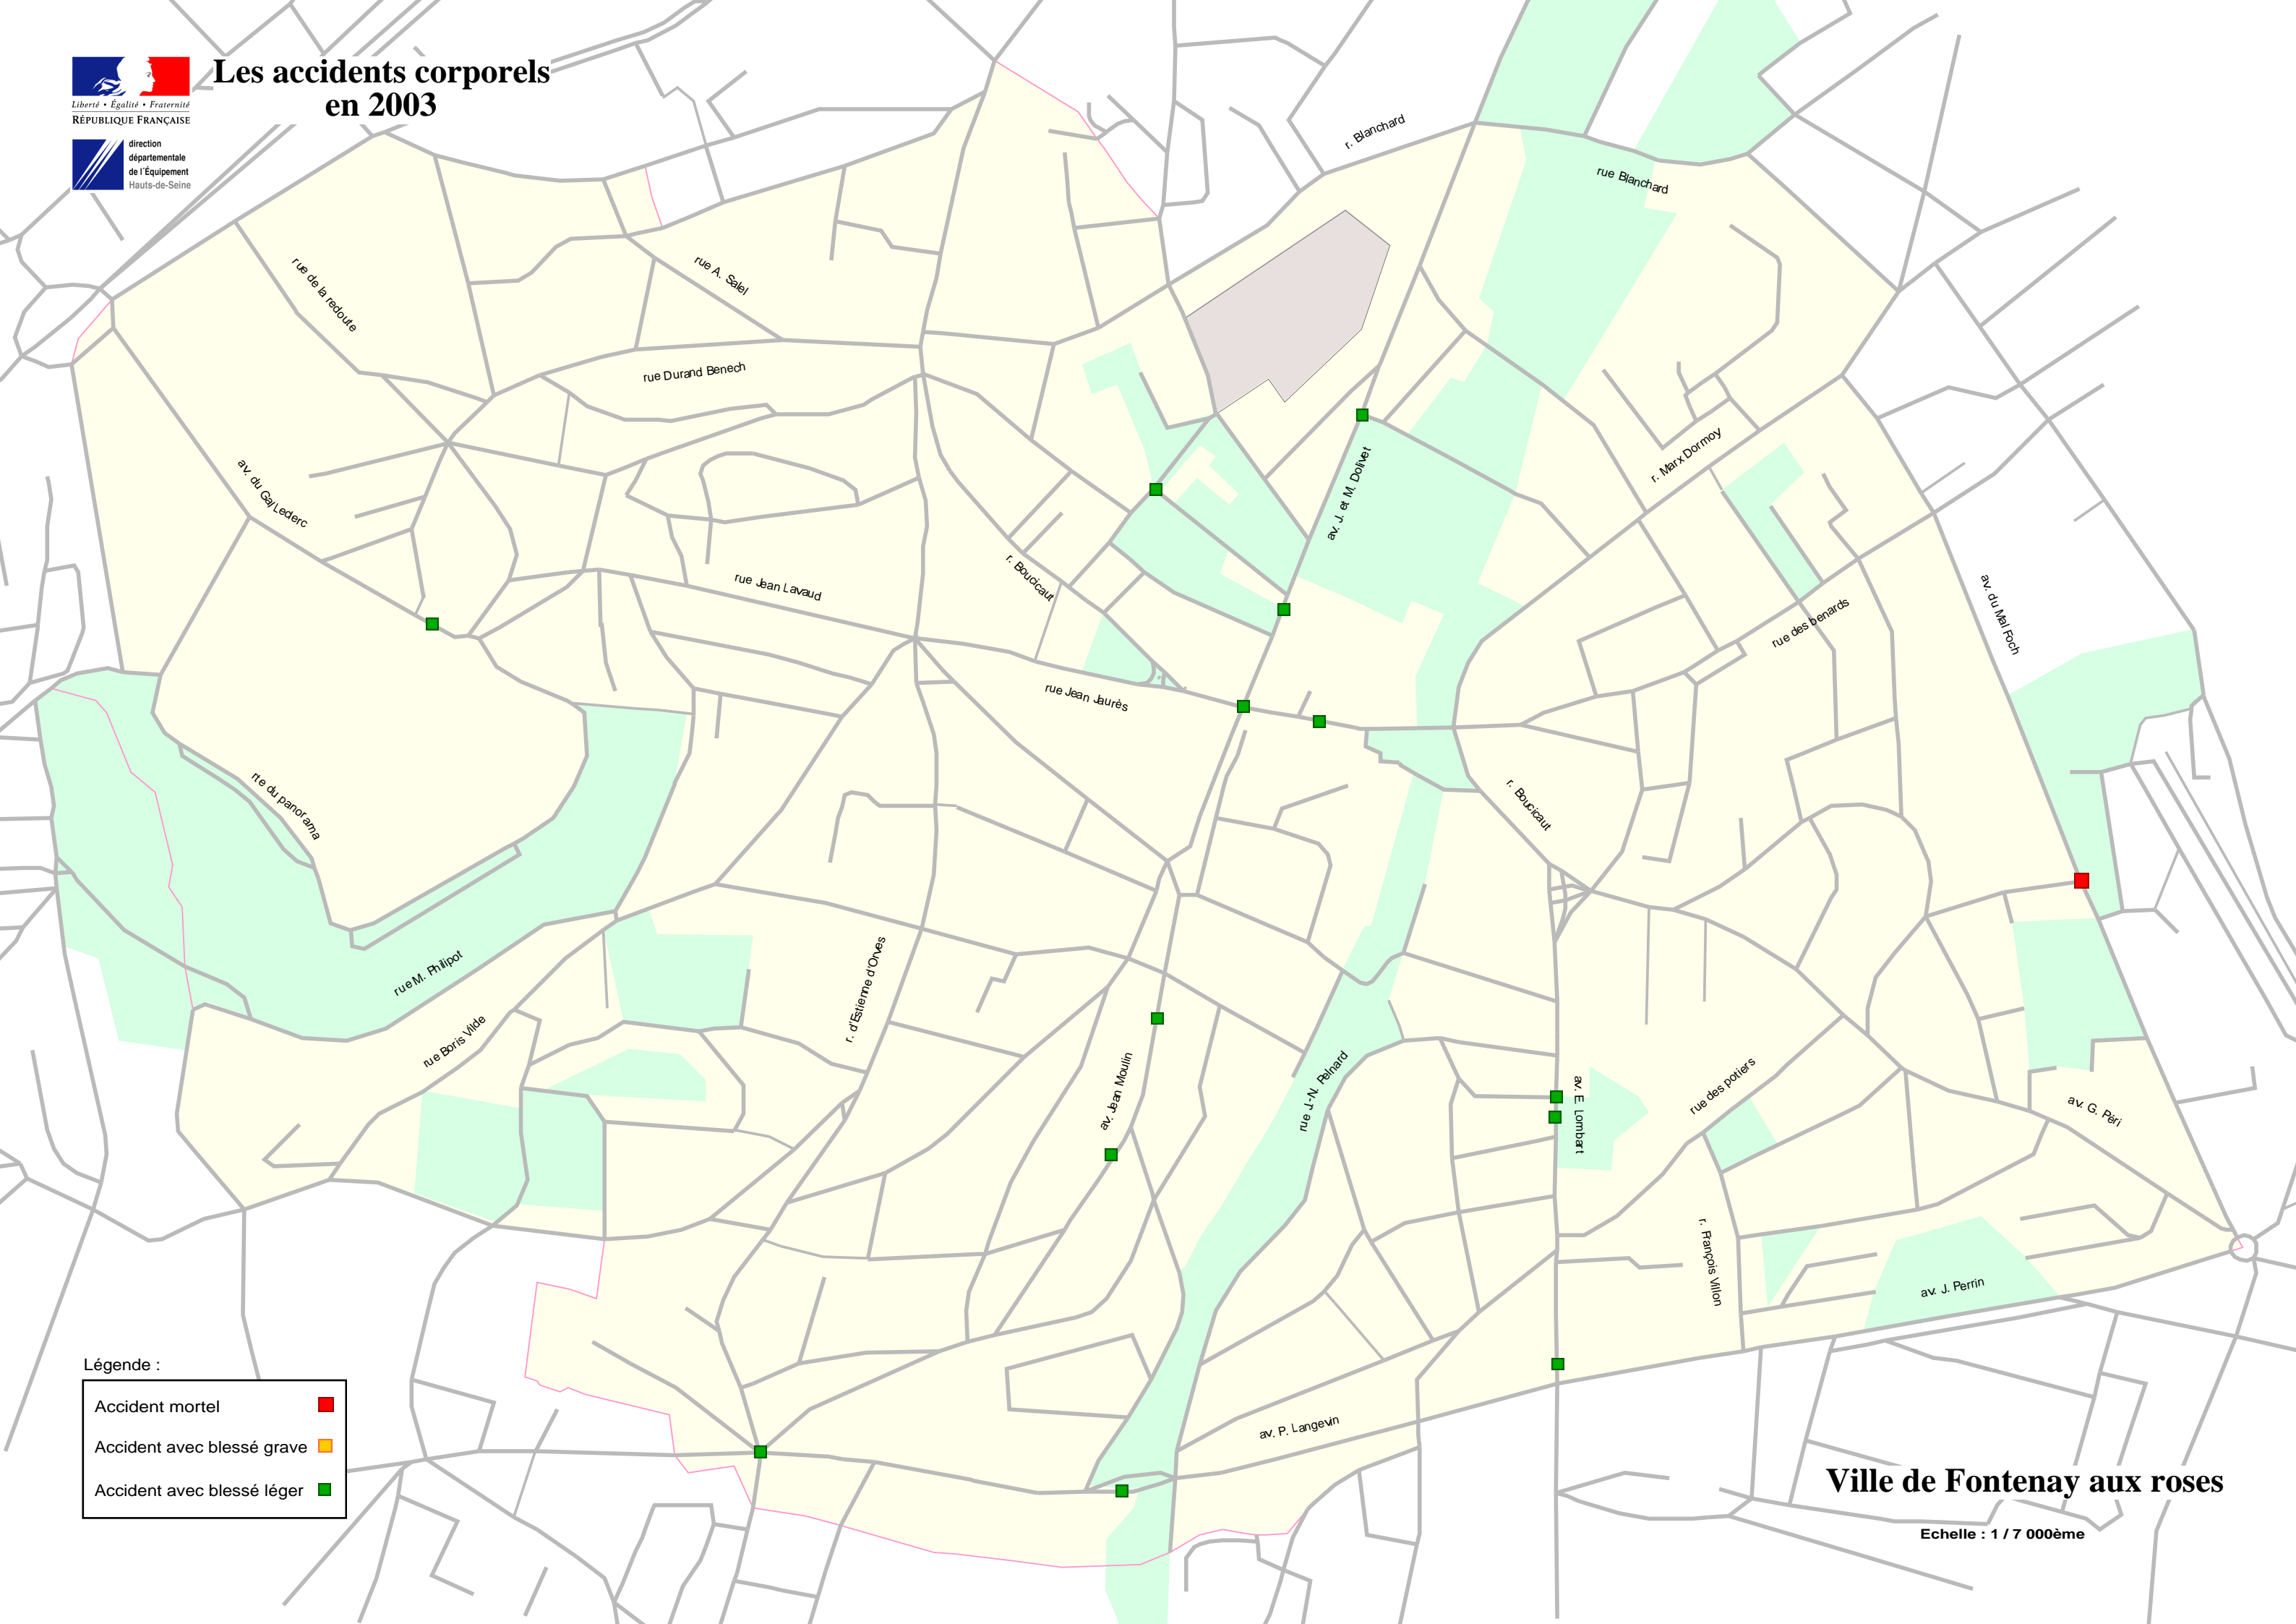 Les accidents corporels
en 2003
Liberté • Égalité • Fraternité
RÉPUBLIQUE FRANÇAISE
direction
départementale
de l'Équipement
Hauts-de-Seine
r. Blanchard
rue Blanchard
rue de la redoute
rue A. Salel
rue Durand Benech
av. du Gal Leclerc
av. J. et M. Dolivet
r. Marx Dormoy
rue Jean Lavaud
r. Boucicaut
rue des benards
av. du Mal Foch
rue Jean Jaurès
rte du panorama
r. Boucicaut
rue M. Philipot
r. d'Estienne d'Orves
rue Boris Vilde
av. Jean Moulin
rue J.-N. Pelnard
av. E. Lombart
rue des potiers
av. G. Péri
r. François Villon
av. J. Perrin
av. P. Langevin
Légende :
Accident mortel
Accident avec blessé grave
Accident avec blessé léger
Ville de Fontenay aux roses
Echelle : 1 / 7 000ème